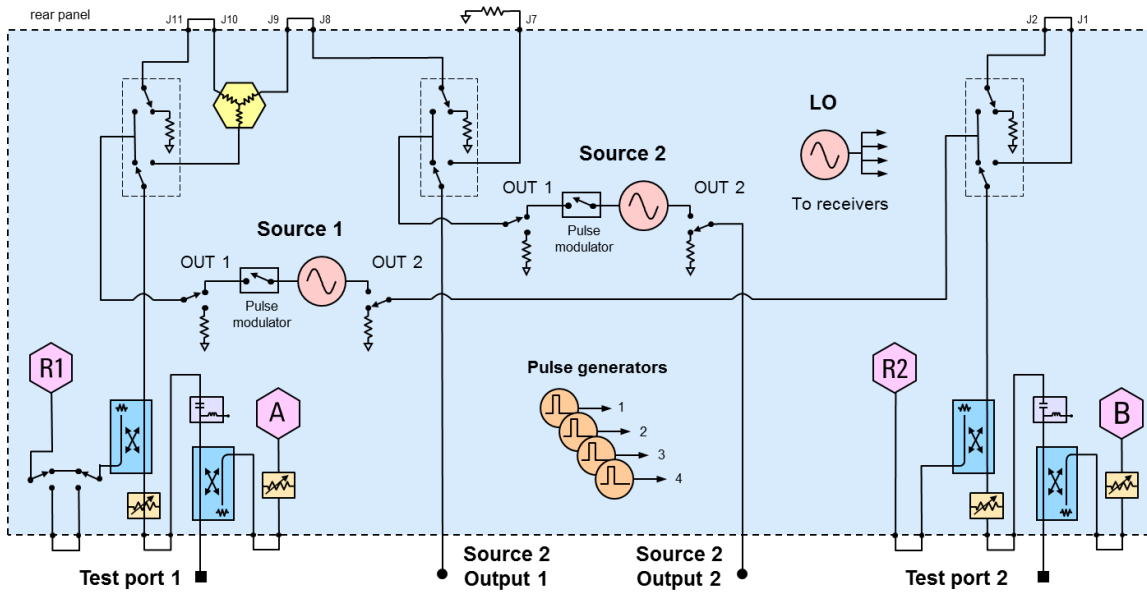 rear panel
J11
J10
J9
J8
J7
J2
J1
LO
To receivers
Source 2
OUT 1
OUT 2
Pulse
modulator
Source 1
OUT 1
OUT 2
Pulse
modulator
R1
A
Pulse generators
1
2
3
4
R2
B
Test port 1
Source 2
Output 1
Source 2
Output 2
Test port 2